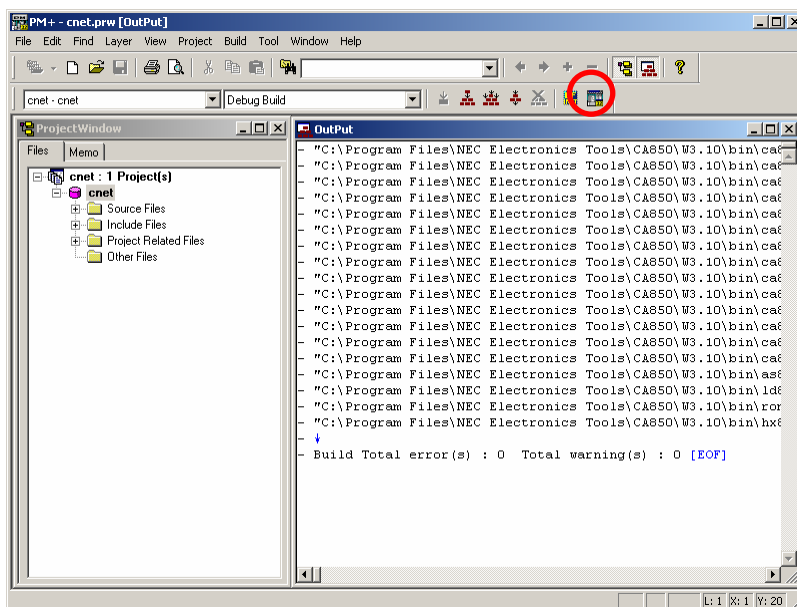 PM+ - cnet.prw [OutPut]
File Edit Find Layer View Project Build Tool Window Help
cnet - cnet
Debug Build
ProjectWindow
Files
Memo
cnet : 1 Project(s)
cnet
Source Files
Include Files
Project Related Files
Other Files
OutPut
- "C:\Program Files\NEC Electronics Tools\CA850\W3.10\bin\ca8
- "C:\Program Files\NEC Electronics Tools\CA850\W3.10\bin\ca8
- "C:\Program Files\NEC Electronics Tools\CA850\W3.10\bin\ca8
- "C:\Program Files\NEC Electronics Tools\CA850\W3.10\bin\ca8
- "C:\Program Files\NEC Electronics Tools\CA850\W3.10\bin\ca8
- "C:\Program Files\NEC Electronics Tools\CA850\W3.10\bin\ca8
- "C:\Program Files\NEC Electronics Tools\CA850\W3.10\bin\ca8
- "C:\Program Files\NEC Electronics Tools\CA850\W3.10\bin\ca8
- "C:\Program Files\NEC Electronics Tools\CA850\W3.10\bin\ca8
- "C:\Program Files\NEC Electronics Tools\CA850\W3.10\bin\ca8
- "C:\Program Files\NEC Electronics Tools\CA850\W3.10\bin\ca8
- "C:\Program Files\NEC Electronics Tools\CA850\W3.10\bin\ca8
- "C:\Program Files\NEC Electronics Tools\CA850\W3.10\bin\ca8
- "C:\Program Files\NEC Electronics Tools\CA850\W3.10\bin\ca8
- "C:\Program Files\NEC Electronics Tools\CA850\W3.10\bin\as8
- "C:\Program Files\NEC Electronics Tools\CA850\W3.10\bin\ld8
- "C:\Program Files\NEC Electronics Tools\CA850\W3.10\bin\rom
- "C:\Program Files\NEC Electronics Tools\CA850\W3.10\bin\hx8
- ↓
- Build Total error(s) : 0 Total warning(s) : 0 [EOF]
L: 1 X: 1 Y: 20